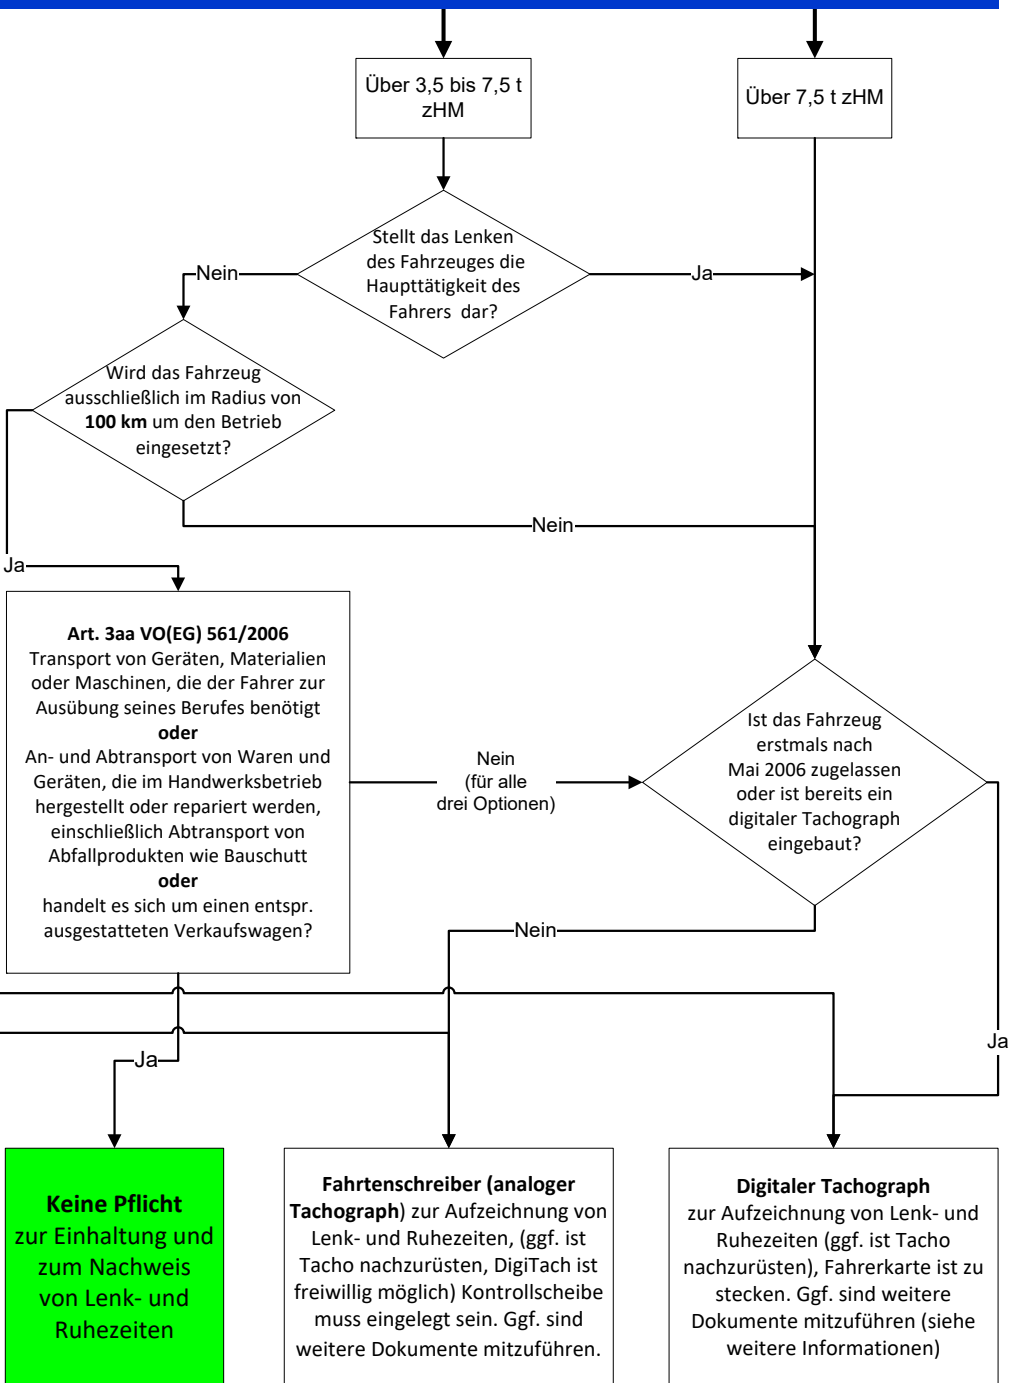 Über 3,5 bis 7,5 t
zHM
Über 7,5 t zHM
Stellt das Lenken
des Fahrzeuges die
Haupttätigkeit des
Fahrers dar?
Nein
Ja
Wird das Fahrzeug
ausschließlich im Radius von
100 km um den Betrieb
eingesetzt?
Nein
Ja
Art. 3aa VO(EG) 561/2006
Transport von Geräten, Materialien
oder Maschinen, die der Fahrer zur
Ausübung seines Berufes benötigt
oder
An- und Abtransport von Waren und
Geräten, die im Handwerksbetrieb
hergestellt oder repariert werden,
einschließlich Abtransport von
Abfallprodukten wie Bauschutt
oder
handelt es sich um einen entspr.
ausgestatteten Verkaufswagen?
Nein
(für alle
drei Optionen)
Ist das Fahrzeug
erstmals nach
Mai 2006 zugelassen
oder ist bereits ein
digitaler Tachograph
eingebaut?
Nein
Ja
Ja
Keine Pflicht
zur Einhaltung und
zum Nachweis
von Lenk- und
Ruhezeiten
Fahrtenschreiber (analoger
Tachograph) zur Aufzeichnung von
Lenk- und Ruhezeiten, (ggf. ist
Tacho nachzurüsten, DigiTach ist
freiwillig möglich) Kontrollscheibe
muss eingelegt sein. Ggf. sind
weitere Dokumente mitzuführen.
Digitaler Tachograph
zur Aufzeichnung von Lenk- und
Ruhezeiten (ggf. ist Tacho
nachzurüsten), Fahrerkarte ist zu
stecken. Ggf. sind weitere
Dokumente mitzuführen (siehe
weitere Informationen)